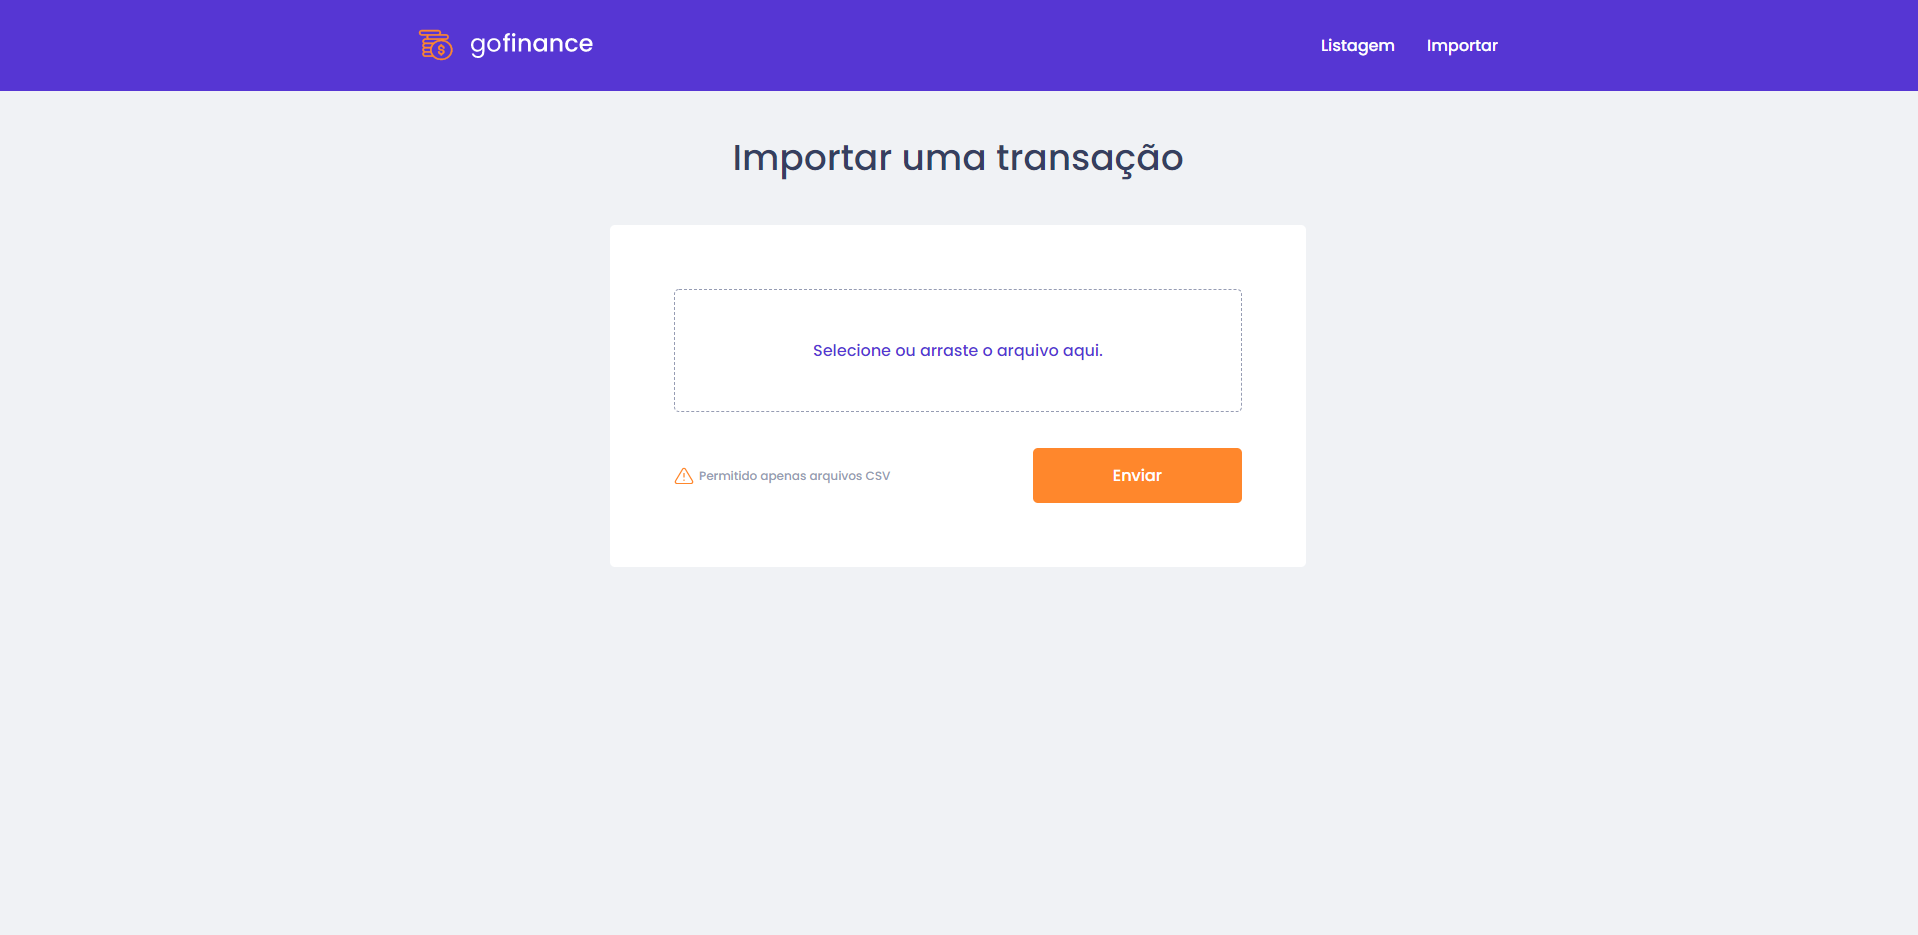 gofinance
Listagem Importar
Importar uma transação
Selecione ou arraste o arquivo aqui.
Permitido apenas arquivos CSV
Enviar